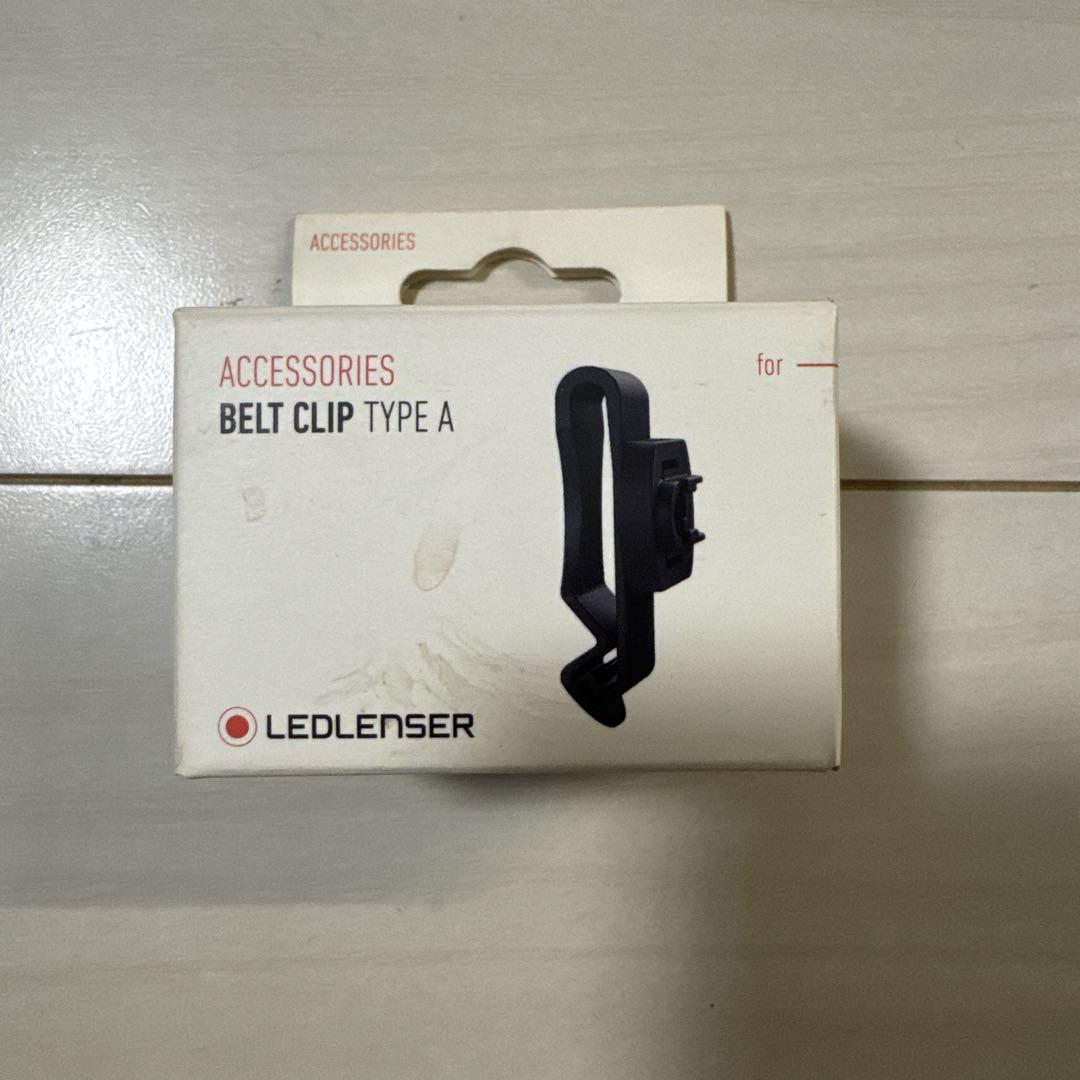 ACCESSORIES
ACCESSORIES
BELT CLIP TYPE A
for
LEDLENSER